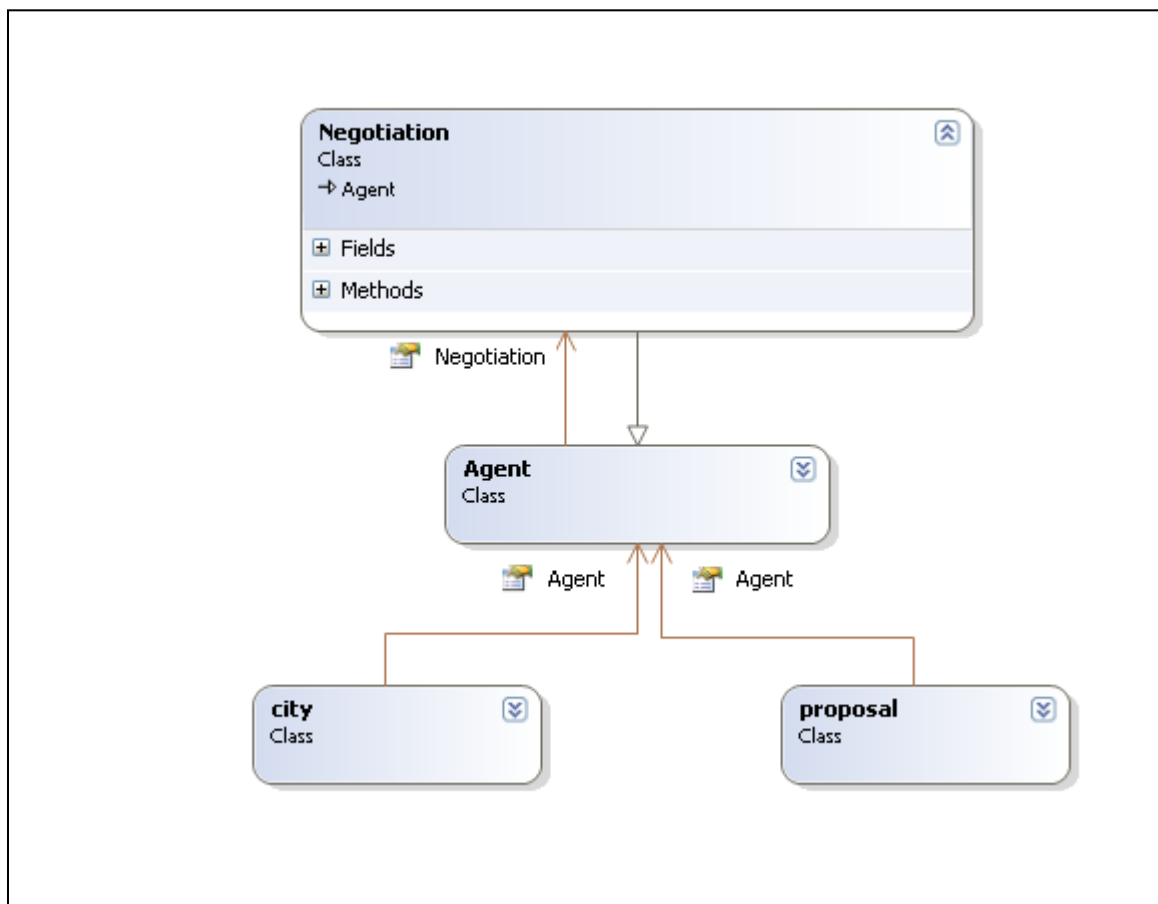 Negotiation
Class
Agent
Fields
Methods
Negotiation
Agent
Class
Agent
Agent
city
Class
proposal
Class